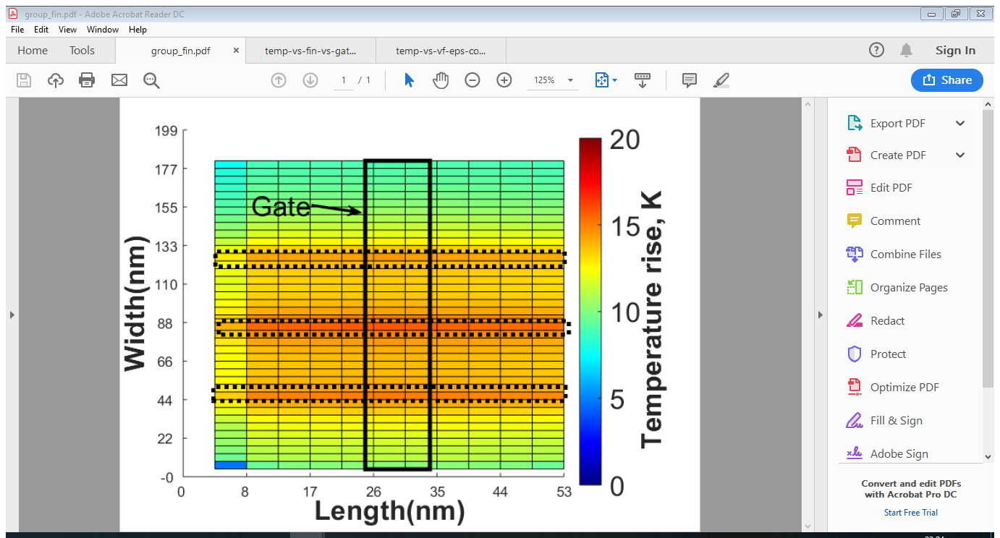 group_fin.pdf - Adobe Acrobat Reader DC
File Edit View Window Help
Home Tools group_fin.pdf × temp-vs-fin-vs-gat... temp-vs-vf-eps-co... Sign In
1 / 1 125% Share
199
177
155
133
110
88
66
44
22
-0
Width(nm)
Gate
0 8 17 26 35 44 53
Length(nm)
20
15
10
5
0
Temperature rise, K
Export PDF
Create PDF
Edit PDF
Comment
Combine Files
Organize Pages
Redact
Protect
Optimize PDF
Fill & Sign
Adobe Sign
Convert and edit PDFs
with Acrobat Pro DC
Start Free Trial